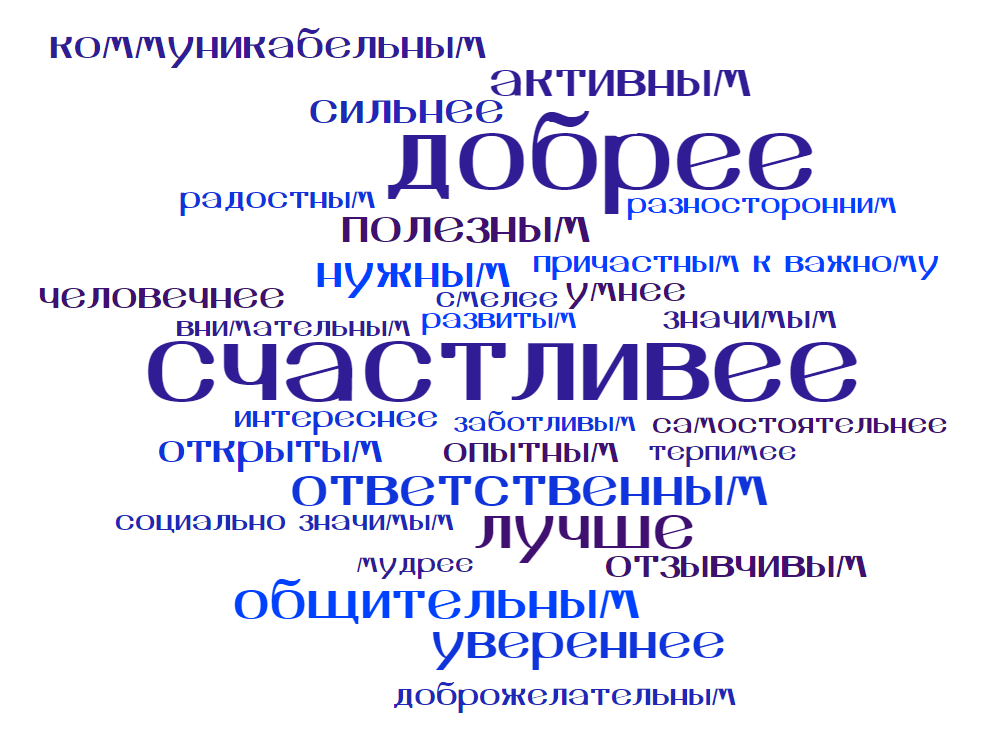 коммуникабельным
активным
сильнее
добрее
радостным
разносторонним
полезным
причастным к важному
нужным
умнее
человечнее
смелее
развитым
значимым
внимательным
счастливее
интереснее
заботливым
самостоятельнее
открытым
опытным
терпимее
ответственным
социально значимым
лучше
мудрее
отзывчивым
общительным
увереннее
доброжелательным